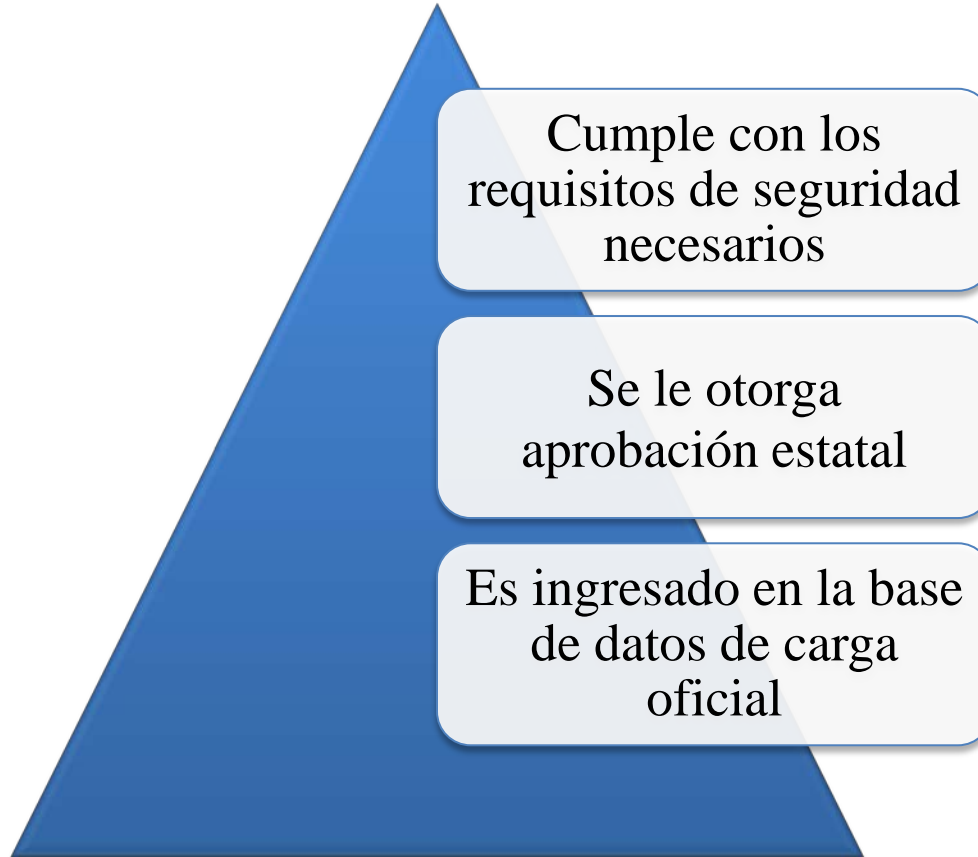 Cumple con los
requisitos de seguridad
necesarios
Se le otorga
aprobación estatal
Es ingresado en la base
de datos de carga
oficial